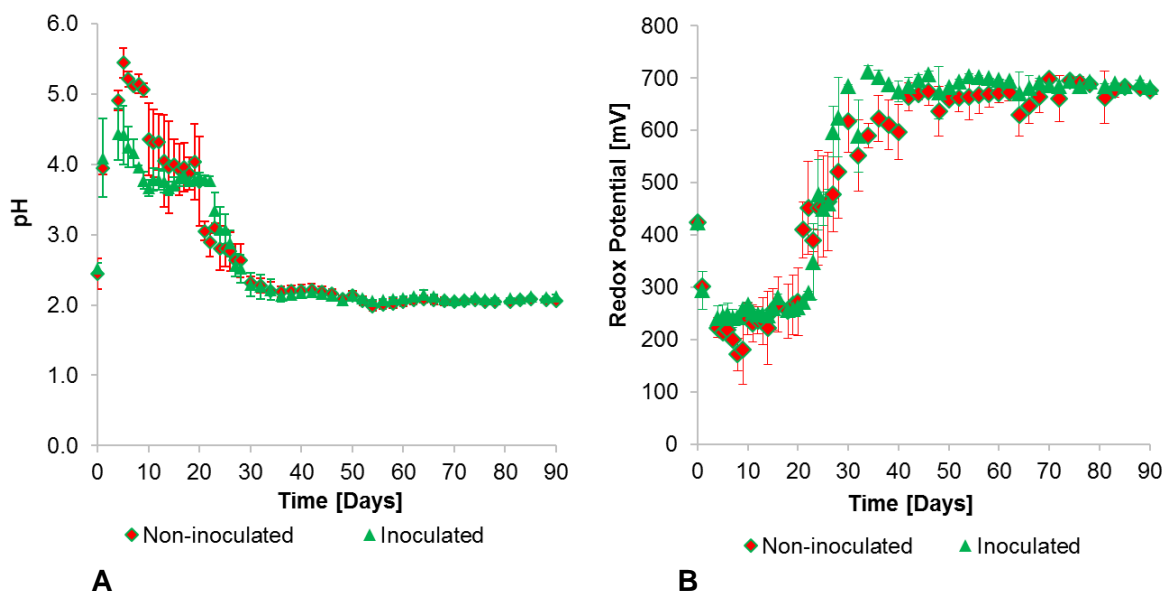 6.0
5.0
4.0
3.0
2.0
1.0
0.0
pH
0 10 20 30 40 50 60 70 80 90
Time [Days]
Non-inoculated Inoculated
A
800
700
600
500
400
300
200
100
0
Redox Potential [mV]
0 10 20 30 40 50 60 70 80 90
Time [Days]
Non-inoculated Inoculated
B